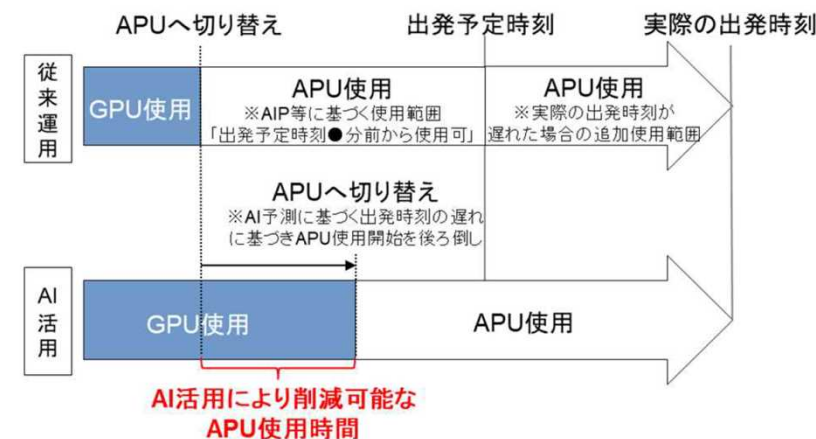 APUへ切り替え
出発予定時刻
実際の出発時刻
従来運用
GPU使用
APU使用
※AIP等に基づく使用範囲
「出発予定時刻●分前から使用可」
APU使用
※実際の出発時刻が
遅れた場合の追加使用範囲
APUへ切り替え
※AI予測に基づく出発時刻の遅れ
に基づきAPU使用開始を後ろ倒し
AI活用
GPU使用
APU使用
AI活用により削減可能な
APU使用時間